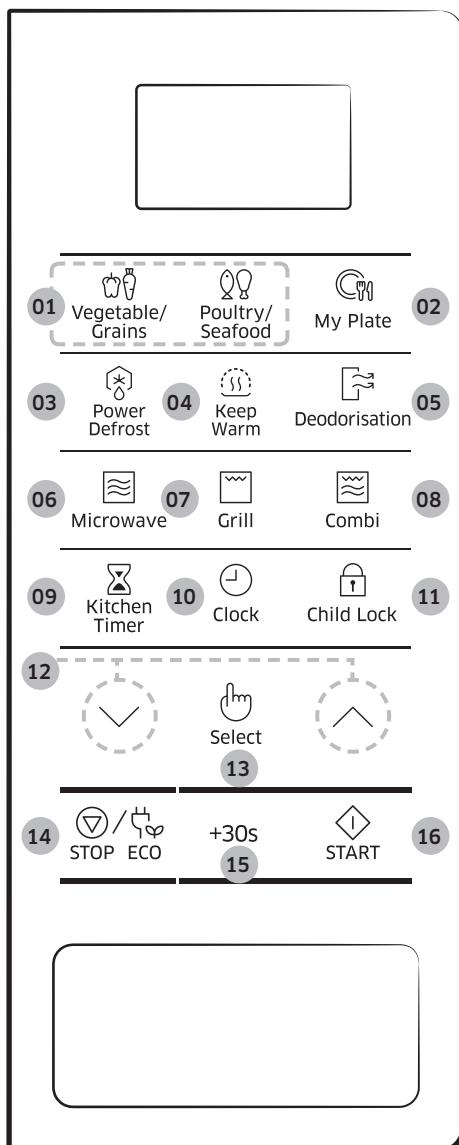 01
Vegetable/
Grains
Poultry/
Seafood
My Plate
02
03
Power
Defrost
04
Keep
Warm
Deodorisation
05
06
Microwave
07
Grill
Combi
08
09
Kitchen
Timer
10
Clock
Child Lock
11
12
Select
13
14
STOP ECO
+30s
15
START
16